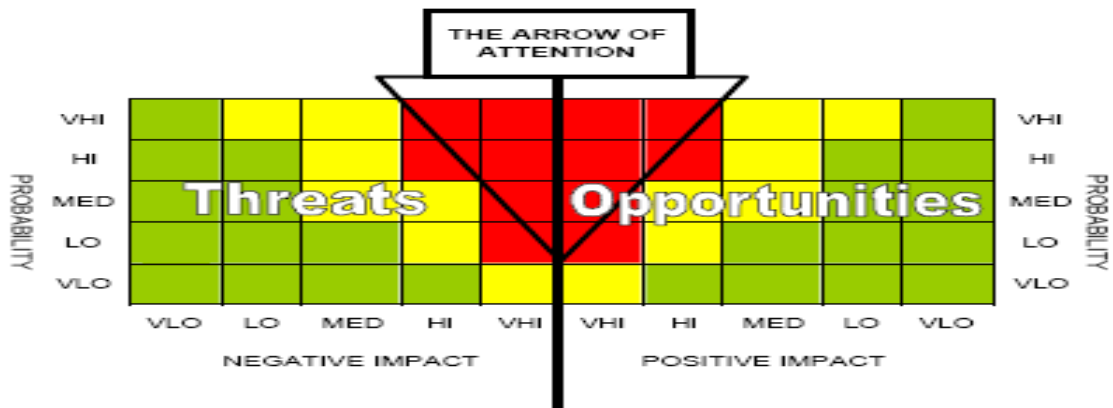 THE ARROW OF
ATTENTION
VHI VHI
HI HI
PROBABILITY Threats Opportunities PROBABILITY
MED MED
LO LO
VLO VLO
VLO LO MED HI VHI VHI HI MED LO VLO
NEGATIVE IMPACT POSITIVE IMPACT